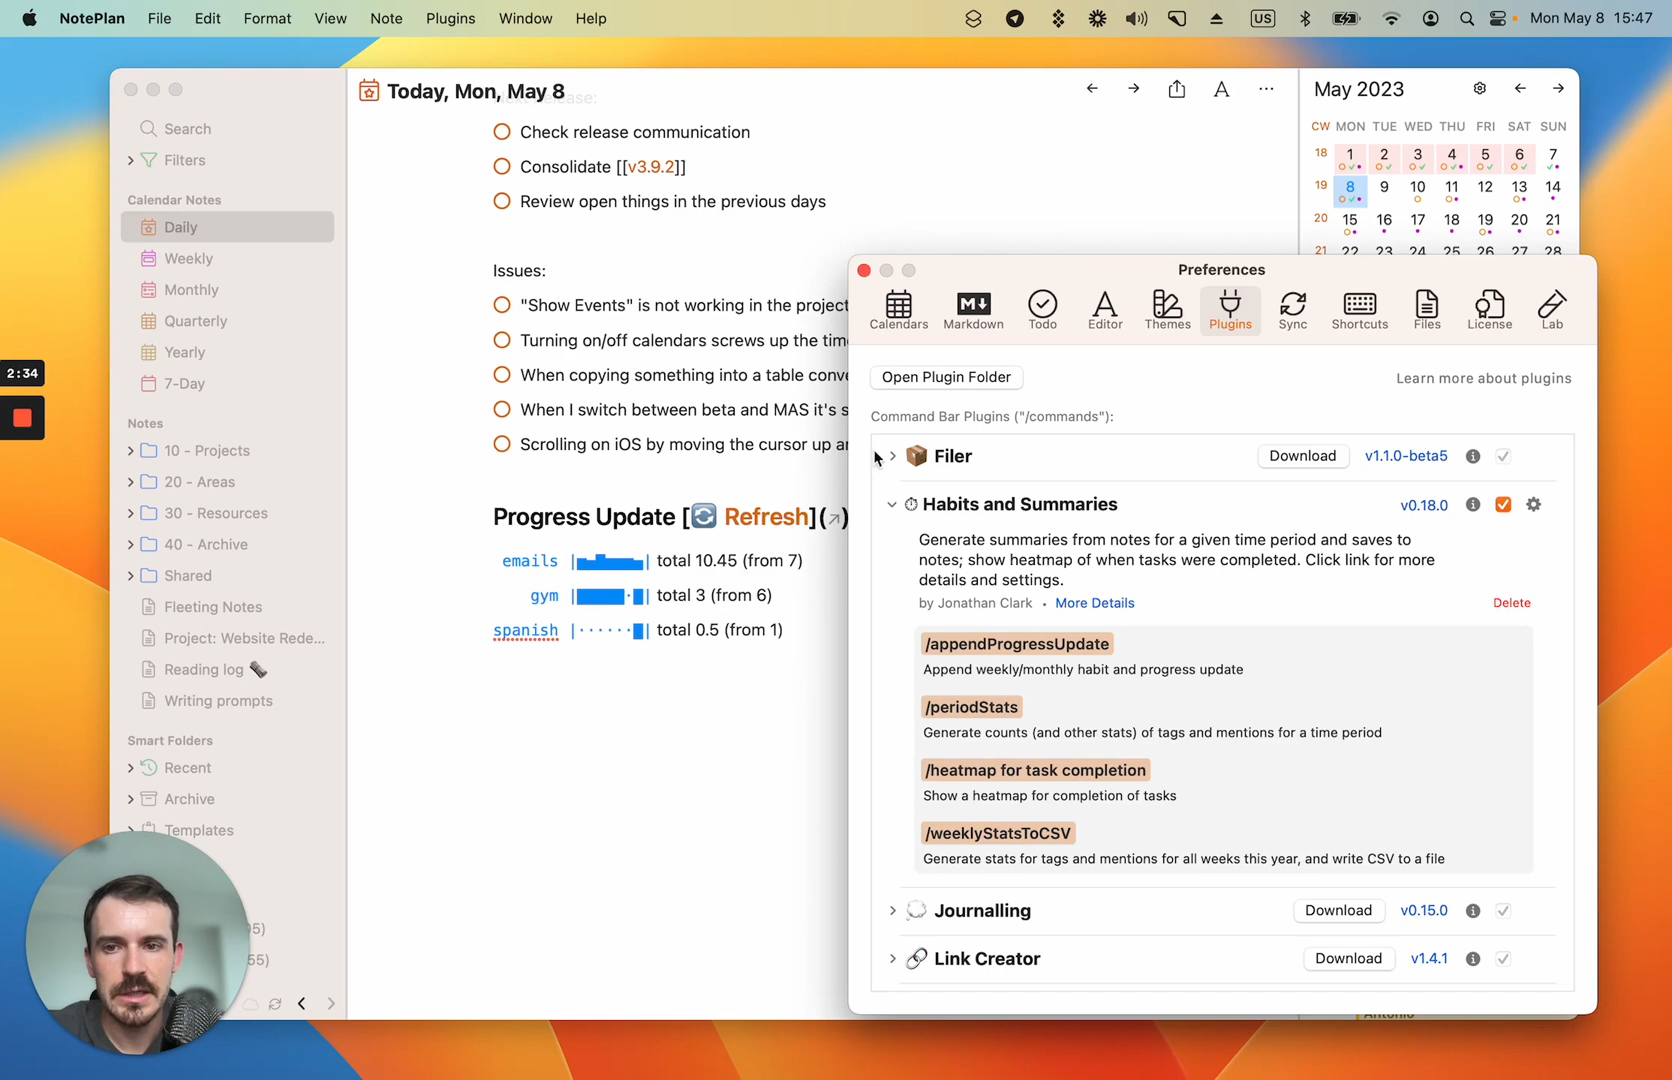 NotePlan File Edit Format View Note Plugins Window Help
US Mon May 8 15:47
Search
Filters
Calendar Notes
Daily
Weekly
Monthly
Quarterly
Yearly
7-Day
2:34
Notes
10 - Projects
20 - Areas
30 - Resources
40 - Archive
Shared
Fleeting Notes
Project: Website Rede...
Reading log
Writing prompts
Smart Folders
Recent
Archive
Templates
Today, Mon, May 8
Check release communication
Consolidate [[v3.9.2]]
Review open things in the previous days
Issues:
"Show Events" is not working in the project
Turning on/off calendars screws up the time
When copying something into a table conve
When I switch between beta and MAS it's s
Scrolling on iOS by moving the cursor up a
Progress Update [🔄 Refresh](↗)
emails total 10.45 (from 7)
gym total 3 (from 6)
spanish total 0.5 (from 1)
May 2023
CW MON TUE WED THU FRI SAT SUN
18 1 2 3 4 5 6 7
19 8 9 10 11 12 13 14
20 15 16 17 18 19 20 21
21 22 23 24 25 26 27 28
Preferences
Calendars Markdown Todo Editor Themes Plugins Sync Shortcuts Files License Lab
Open Plugin Folder Learn more about plugins
Command Bar Plugins ("/commands"):
Filer Download v1.1.0-beta5
Habits and Summaries v0.18.0
Generate summaries from notes for a given time period and saves to
notes; show heatmap of when tasks were completed. Click link for more
details and settings.
by Jonathan Clark • More Details Delete
/appendProgressUpdate
Append weekly/monthly habit and progress update
/periodStats
Generate counts (and other stats) of tags and mentions for a time period
/heatmap for task completion
Show a heatmap for completion of tasks
/weeklyStatsToCSV
Generate stats for tags and mentions for all weeks this year, and write CSV to a file
Journalling Download v0.15.0
Link Creator Download v1.4.1